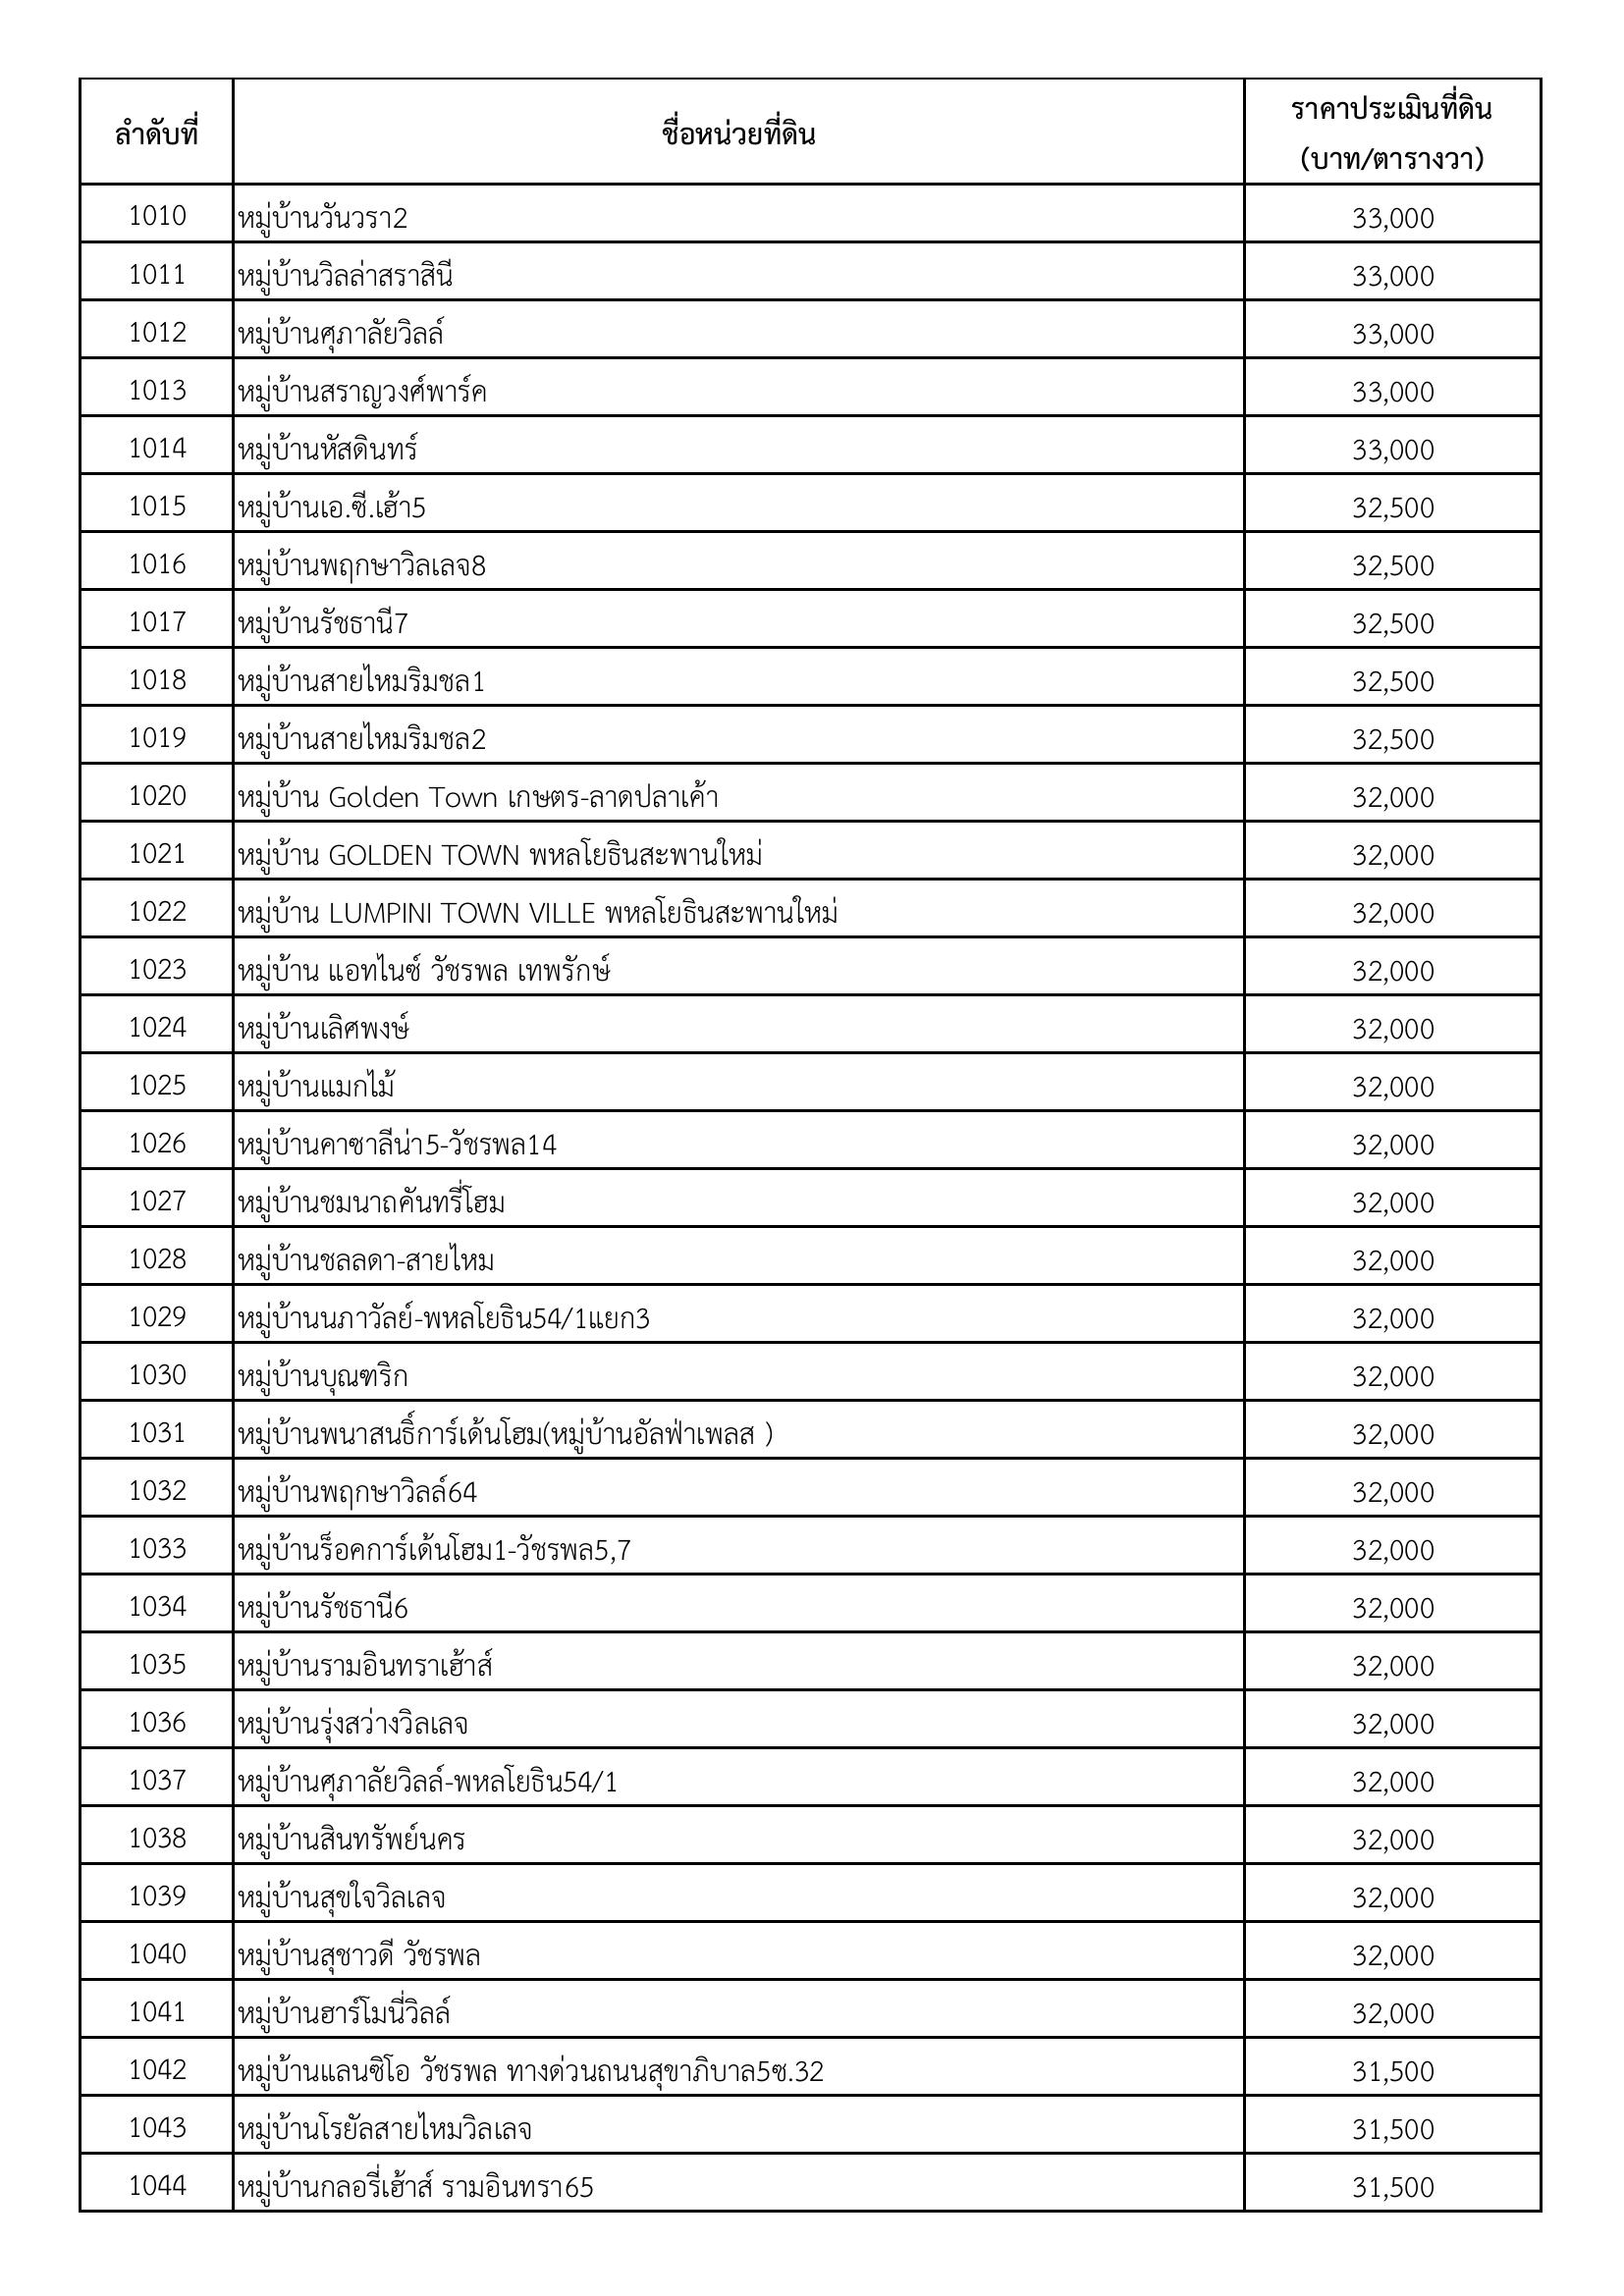 ลำดับที่ ชื่อหน่วยที่ดิน ราคาประเมินที่ดิน
(บาท/ตารางวา)
1010 หมู่บ้านวันวรา2 33,000
1011 หมู่บ้านวิลล่าสราสินี 33,000
1012 หมู่บ้านศุภาลัยวิลล์ 33,000
1013 หมู่บ้านสราญวงศ์พาร์ค 33,000
1014 หมู่บ้านหัสดินทร์ 33,000
1015 หมู่บ้านเอ.ซี.เฮ้า5 32,500
1016 หมู่บ้านพฤกษาวิลเลจ8 32,500
1017 หมู่บ้านรัชธานี7 32,500
1018 หมู่บ้านสายไหมริมชล1 32,500
1019 หมู่บ้านสายไหมริมชล2 32,500
1020 หมู่บ้าน Golden Town เกษตร-ลาดปลาเค้า 32,000
1021 หมู่บ้าน GOLDEN TOWN พหลโยธินสะพานใหม่ 32,000
1022 หมู่บ้าน LUMPINI TOWN VILLE พหลโยธินสะพานใหม่ 32,000
1023 หมู่บ้าน แอทไนซ์ วัชรพล เทพรักษ์ 32,000
1024 หมู่บ้านเลิศพงษ์ 32,000
1025 หมู่บ้านแมกไม้ 32,000
1026 หมู่บ้านคาซาลีน่า5-วัชรพล14 32,000
1027 หมู่บ้านชมนาถคันทรี่โฮม 32,000
1028 หมู่บ้านชลลดา-สายไหม 32,000
1029 หมู่บ้านนภาวัลย์-พหลโยธิน54/1แยก3 32,000
1030 หมู่บ้านบุณฑริก 32,000
1031 หมู่บ้านพนาสนธิ์การ์เด้นโฮม(หมู่บ้านอัลฟ่าเพลส ) 32,000
1032 หมู่บ้านพฤกษาวิลล์64 32,000
1033 หมู่บ้านร็อคการ์เด้นโฮม1-วัชรพล5,7 32,000
1034 หมู่บ้านรัชธานี6 32,000
1035 หมู่บ้านรามอินทราเฮ้าส์ 32,000
1036 หมู่บ้านรุ่งสว่างวิลเลจ 32,000
1037 หมู่บ้านศุภาลัยวิลล์-พหลโยธิน54/1 32,000
1038 หมู่บ้านสินทรัพย์นคร 32,000
1039 หมู่บ้านสุขใจวิลเลจ 32,000
1040 หมู่บ้านสุชาวดี วัชรพล 32,000
1041 หมู่บ้านฮาร์โมนี่วิลล์ 32,000
1042 หมู่บ้านแลนซิโอ วัชรพล ทางด่วนถนนสุขาภิบาล5ซ.32 31,500
1043 หมู่บ้านโรยัลสายไหมวิลเลจ 31,500
1044 หมู่บ้านกลอรี่เฮ้าส์ รามอินทรา65 31,500